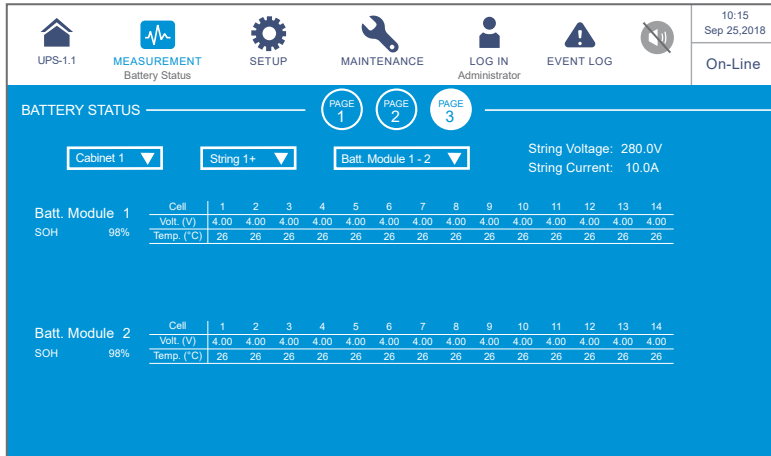 10:15
Sep 25,2018
UPS-1.1 MEASUREMENT SETUP MAINTENANCE LOG IN EVENT LOG
Battery Status Administrator
On-Line
BATTERY STATUS PAGE 1 PAGE 2 PAGE 3
Cabinet 1 String 1+ Batt. Module 1 - 2
String Voltage: 280.0V
String Current: 10.0A
Batt. Module 1
SOH 98%
Cell 1 2 3 4 5 6 7 8 9 10 11 12 13 14
Volt. (V) 4.00 4.00 4.00 4.00 4.00 4.00 4.00 4.00 4.00 4.00 4.00 4.00 4.00 4.00
Temp. (°C) 26 26 26 26 26 26 26 26 26 26 26 26 26 26
Batt. Module 2
SOH 98%
Cell 1 2 3 4 5 6 7 8 9 10 11 12 13 14
Volt. (V) 4.00 4.00 4.00 4.00 4.00 4.00 4.00 4.00 4.00 4.00 4.00 4.00 4.00 4.00
Temp. (°C) 26 26 26 26 26 26 26 26 26 26 26 26 26 26